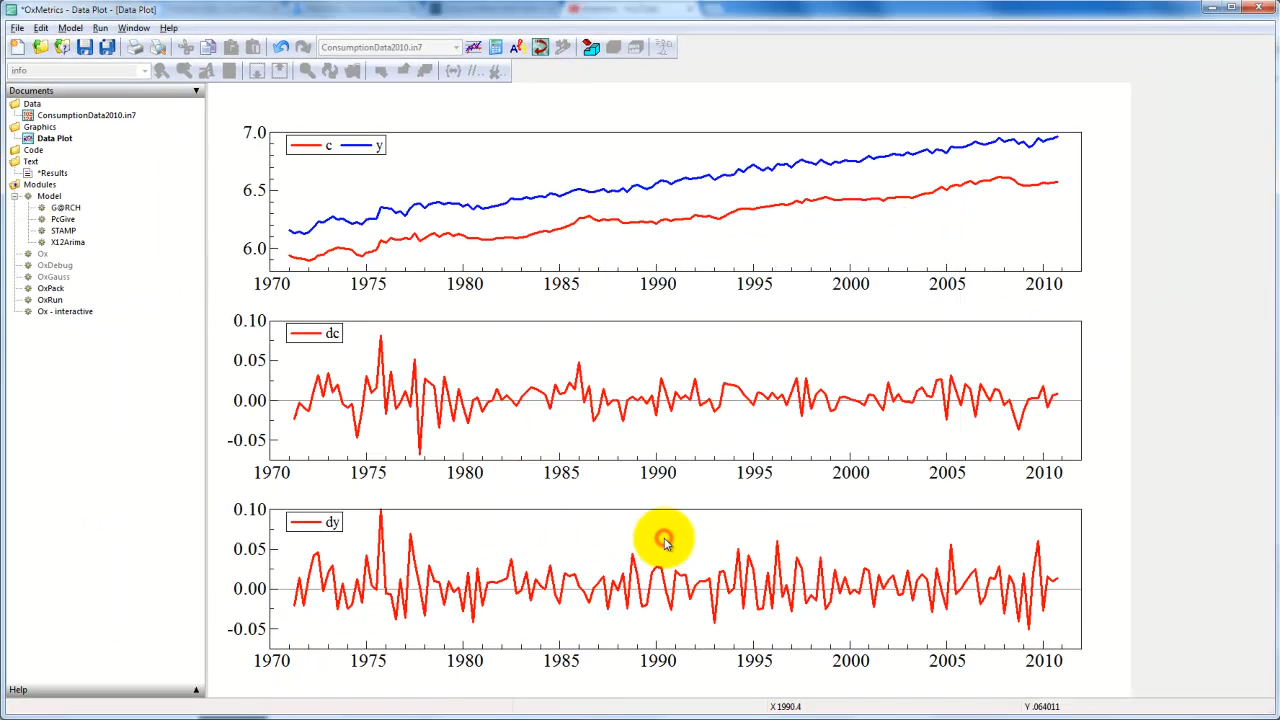 *OxMetrics - Data Plot - [Data Plot]
File Edit Model Run Window Help
ConsumptionData2010.in7
info
Documents
Data
ConsumptionData2010.in7
Graphics
Data Plot
Code
Text
*Results
Modules
Model
G@RCH
PcGive
STAMP
X12Arima
Ox
OxDebug
OxGauss
OxPack
OxRun
Ox - interactive
Help
7.0
c y
6.5
6.0
1970 1975 1980 1985 1990 1995 2000 2005 2010
0.10
dc
0.05
0.00
-0.05
1970 1975 1980 1985 1990 1995 2000 2005 2010
0.10
dy
0.05
0.00
-0.05
1970 1975 1980 1985 1990 1995 2000 2005 2010
X 1990.4 Y .064011